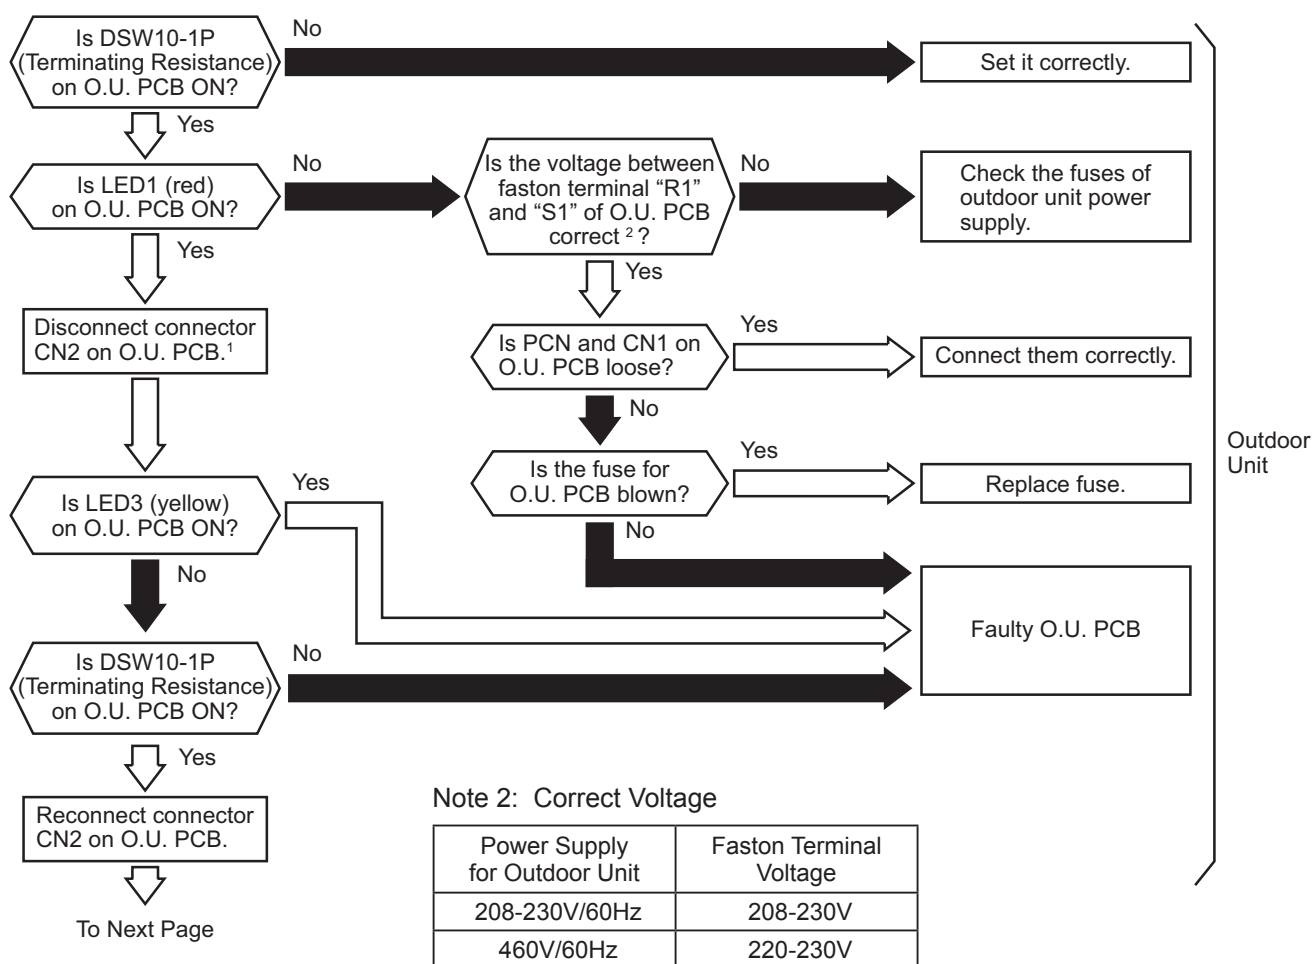 Is DSW10-1P
(Terminating Resistance)
on O.U. PCB ON?
No
Set it correctly.
Yes
Is LED1 (red)
on O.U. PCB ON?
No
Is the voltage between
faston terminal “R1”
and “S1” of O.U. PCB
correct 2 ?
No
Check the fuses of
outdoor unit power
supply.
Yes
Yes
Disconnect connector
CN2 on O.U. PCB.1
Is PCN and CN1 on
O.U. PCB loose?
Yes
Connect them correctly.
No
Is LED3 (yellow)
on O.U. PCB ON?
Yes
Is the fuse for
O.U. PCB blown?
Yes
Replace fuse.
No
No
Faulty O.U. PCB
Is DSW10-1P
(Terminating Resistance)
on O.U. PCB ON?
No
Yes
Reconnect connector
CN2 on O.U. PCB.
To Next Page
Outdoor
Unit
Note 2: Correct Voltage
Power Supply
for Outdoor Unit
Faston Terminal
Voltage
208-230V/60Hz
208-230V
460V/60Hz
220-230V